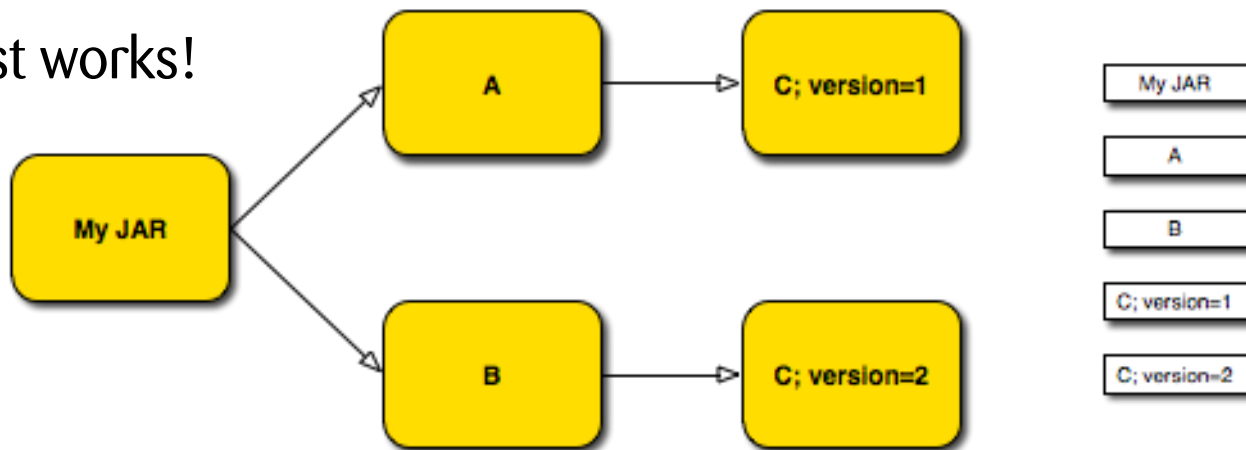 st works!
My JAR
A
C; version=1
B
C; version=2
My JAR
A
B
C; version=1
C; version=2